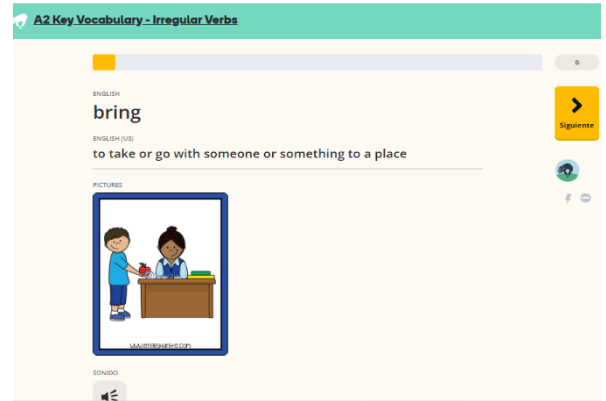 A2 Key Vocabulary - Irregular Verbs
0
ENGLISH
bring
Siguiente
ENGLISH (US)
to take or go with someone or something to a place
PICTURES
SONIDO